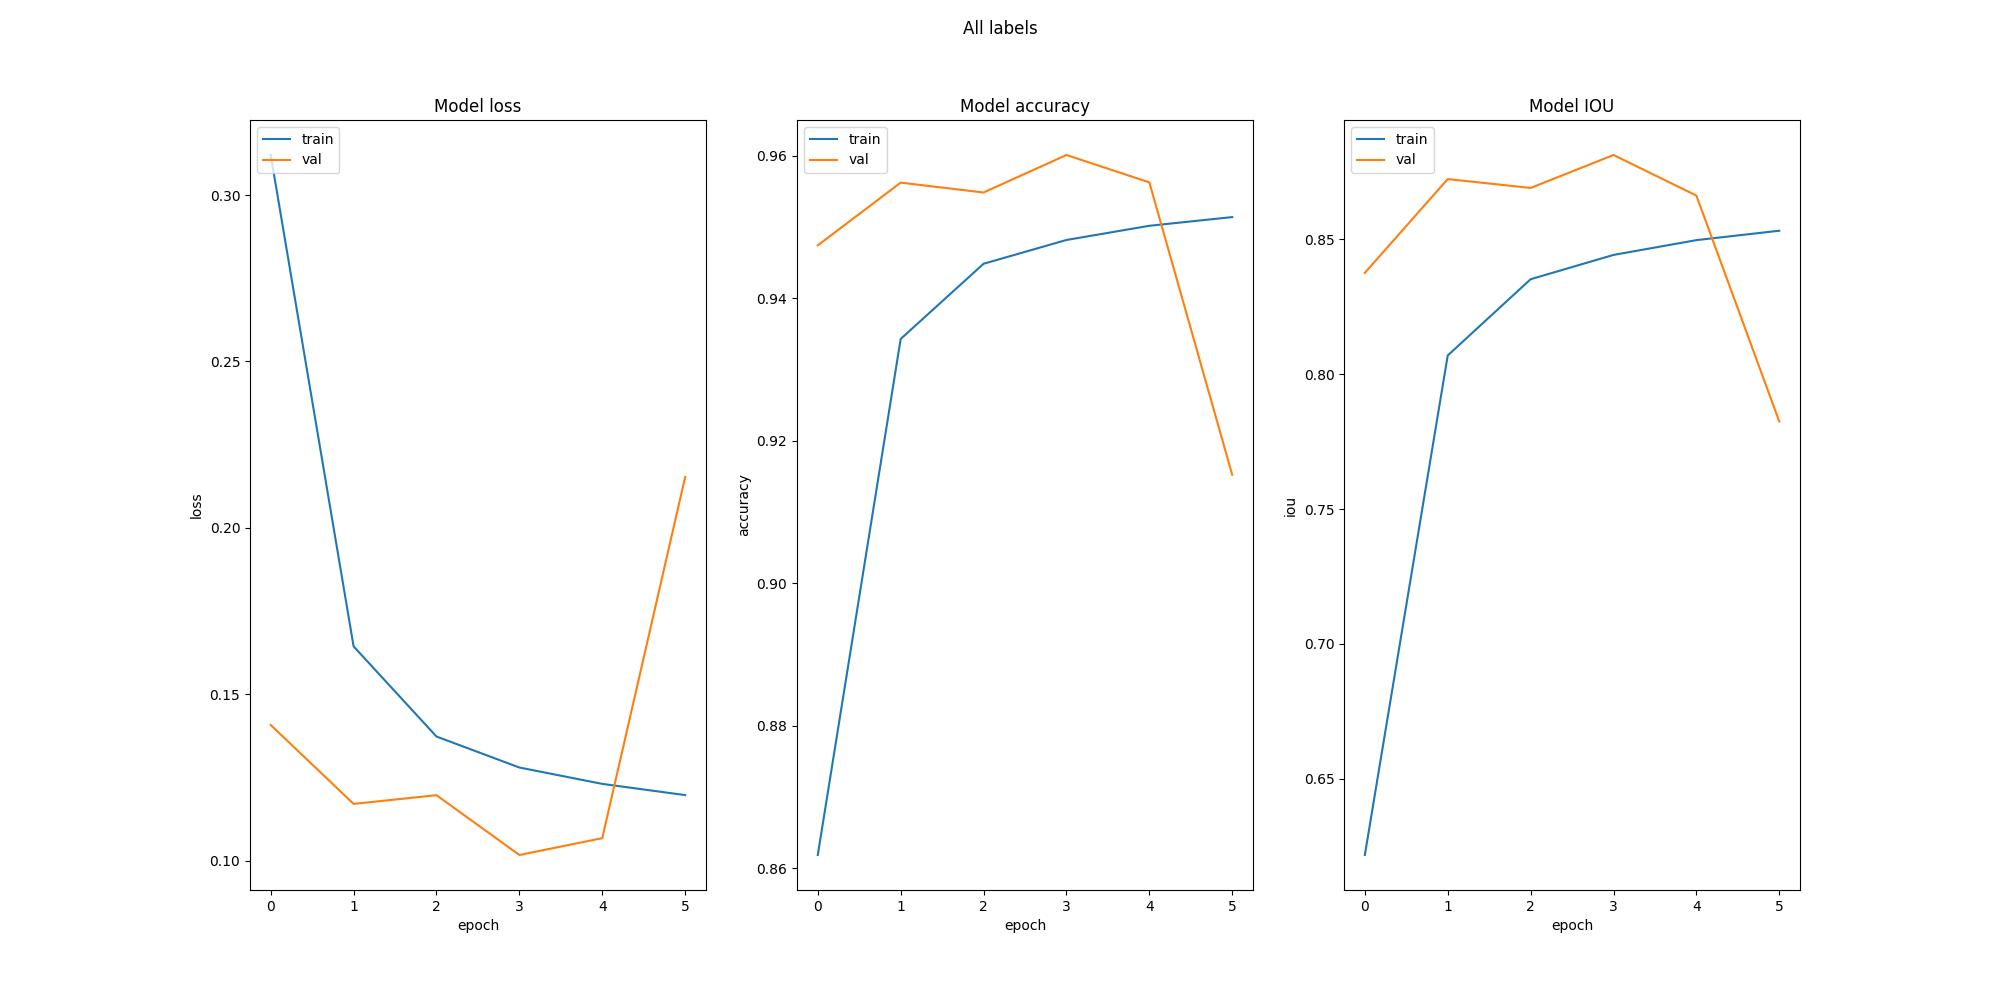 All labels
Model loss
train
val
0.30
0.25
0.20
0.15
0.10
loss
0 1 2 3 4 5
epoch
Model accuracy
train
val
0.96
0.94
0.92
0.90
0.88
0.86
accuracy
0 1 2 3 4 5
epoch
Model IOU
train
val
0.85
0.80
0.75
0.70
0.65
iou
0 1 2 3 4 5
epoch